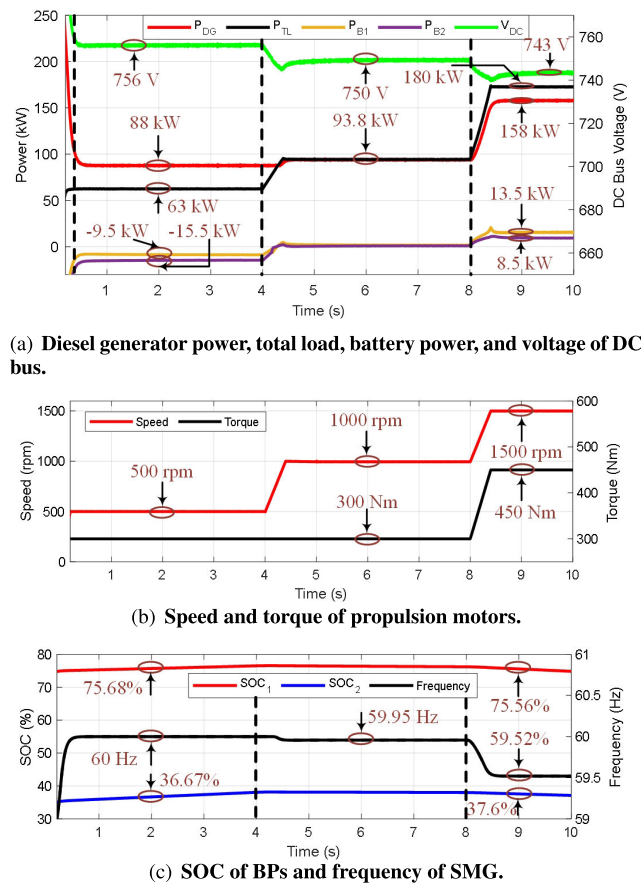 P_DG P_TL P_B1 P_B2 V_DC
743 V
250
200
150
100
50
0
Power (kW)
756 V
88 kW
63 kW
-9.5 kW
-15.5 kW
750 V
93.8 kW
180 kW
158 kW
13.5 kW
8.5 kW
760
740
720
700
680
660
DC Bus Voltage (V)
1 2 3 4 5 6 7 8 9 10
Time (s)
(a) Diesel generator power, total load, battery power, and voltage of DC
bus.
Speed Torque
1500
1000
500
0
Speed (rpm)
500 rpm
1000 rpm
300 Nm
1500 rpm
450 Nm
600
500
400
300
Torque (Nm)
1 2 3 4 5 6 7 8 9 10
Time (s)
(b) Speed and torque of propulsion motors.
SOC_1 SOC_2 Frequency
80
70
60
50
40
30
SOC (%)
75.68%
60 Hz
36.67%
59.95 Hz
75.56%
59.52%
37.6%
61
60.5
60
59.5
59
Frequency (Hz)
1 2 3 4 5 6 7 8 9 10
Time (s)
(c) SOC of BPs and frequency of SMG.